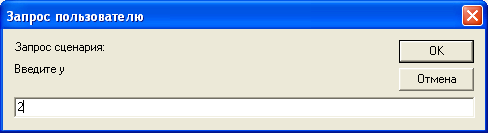 Запрос пользователю
Запрос сценария:
OK
Введите y
Отмена
2